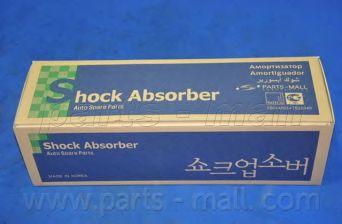 Shock Absorber
Auto Spare Parts
Амортизатор
Amortiguador
PARTS-MALL
Shock Absorber
Auto Spare Parts
MADE IN KOREA
쇼크업소버
www.parts-mall.com